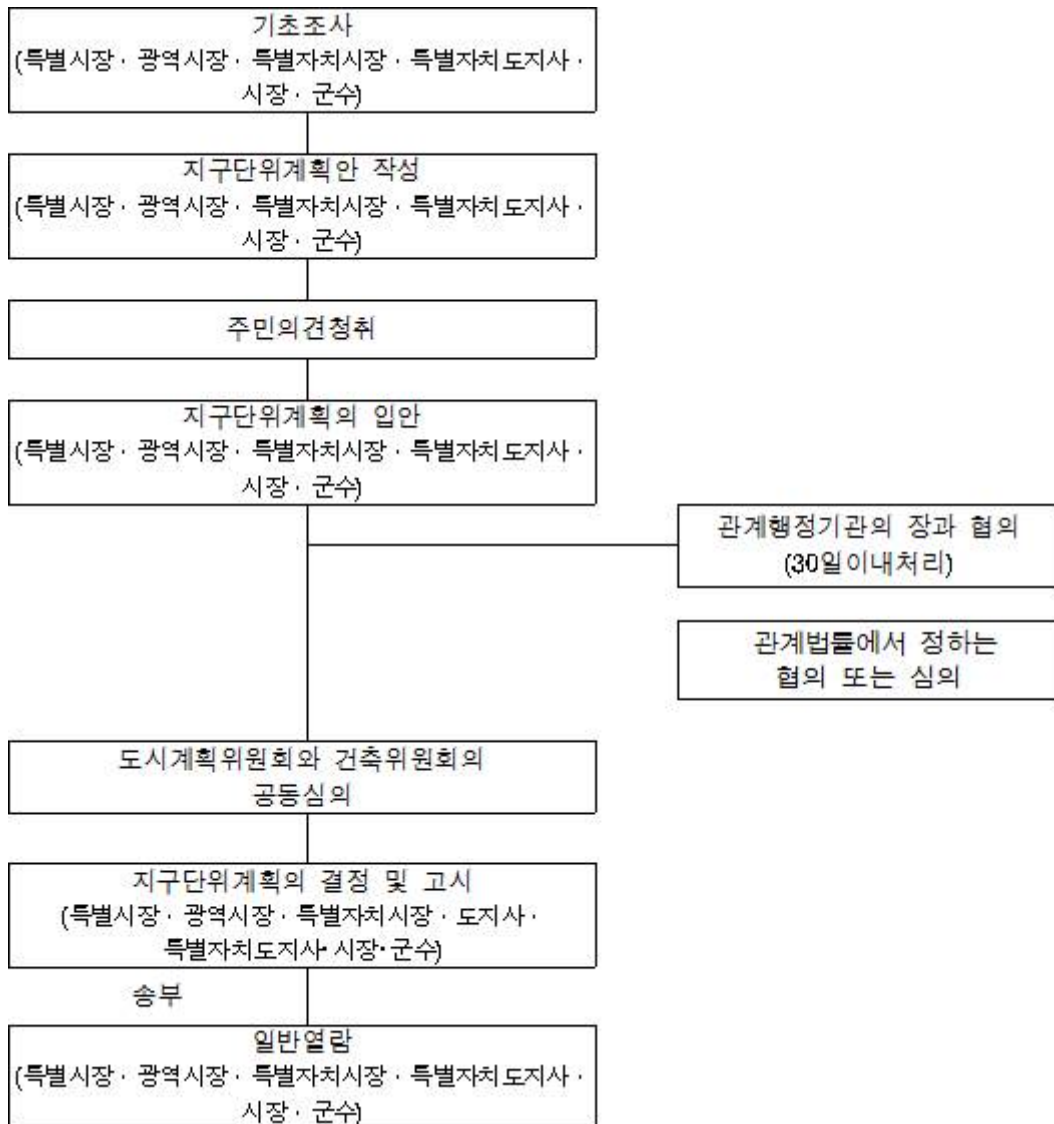 기초조사
(특별시장· 광역시장· 특별자치시장· 특별자치도지사·
시장· 군수)
지구단위계획안 작성
(특별시장· 광역시장· 특별자치시장· 특별자치도지사·
시장· 군수)
주민의견청취
지구단위계획의 입안
(특별시장· 광역시장· 특별자치시장· 특별자치도지사·
시장· 군수)
관계행정기관의 장과 협의
(30일이내처리)
관계법률에서 정하는
협의 또는 심의
도시계획위원회와 건축위원회의
공동심의
지구단위계획의 결정 및 고시
(특별시장· 광역시장· 특별자치시장· 도지사·
특별자치도지사·시장·군수)
송부
일반열람
(특별시장· 광역시장· 특별자치시장· 특별자치도지사·
시장· 군수)